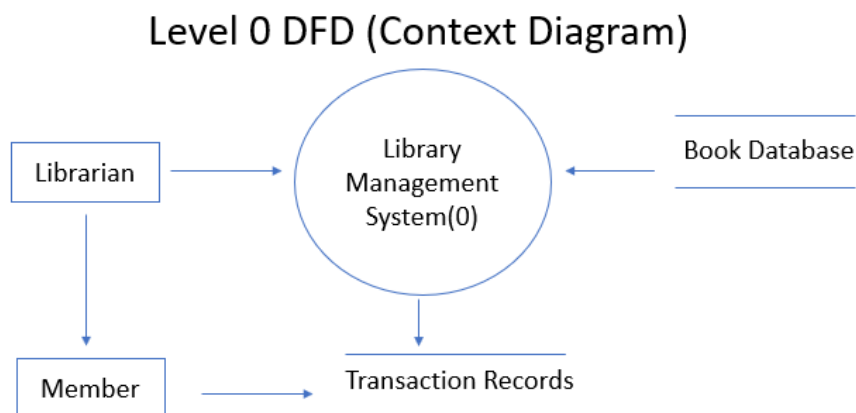 Level 0 DFD (Context Diagram)
Librarian
Library
Management
System(0)
Book Database
Member
Transaction Records